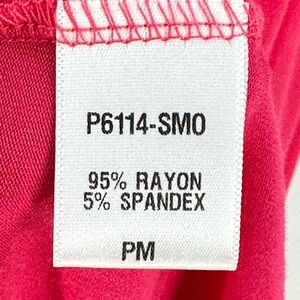 P6114-SMO
95% RAYON
5% SPANDEX
PM